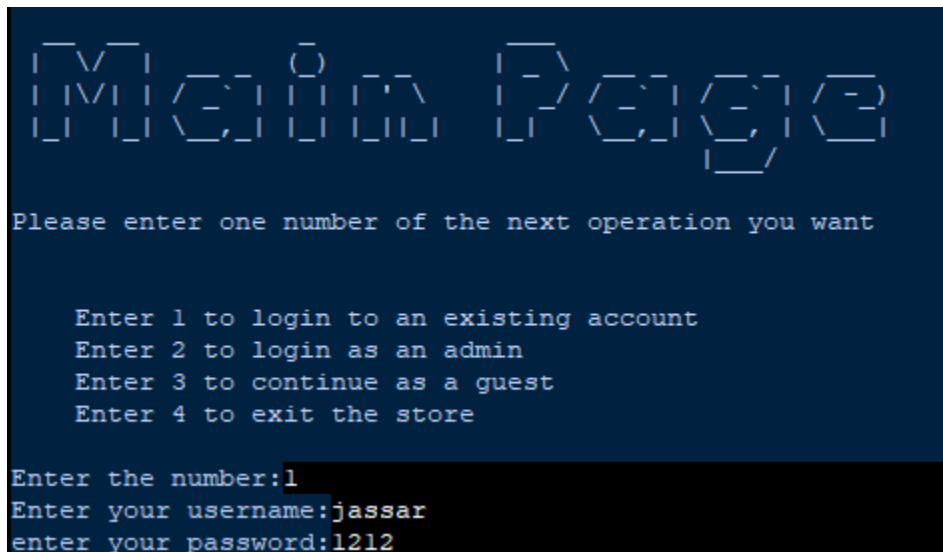 Main Page
Please enter one number of the next operation you want
Enter 1 to login to an existing account
Enter 2 to login as an admin
Enter 3 to continue as a guest
Enter 4 to exit the store
Enter the number:1
Enter your username:jassar
enter your password:1212